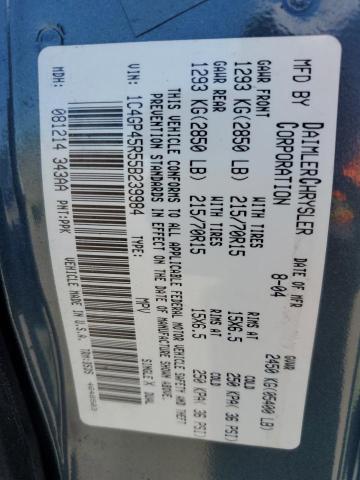 MFD BY DAIMLERCHRYSLER CORPORATION
DATE OF MFR 8-04
GVWR 2450 KG(05400 LB)
GAWR FRONT WITH TIRES RIMS AT COLD
1293 KG(2850 LB) 215/70R15 15X6.5 250 KPA( 36 PSI)
GAWR REAR WITH TIRES RIMS AT COLD
1293 KG(2850 LB) 215/70R15 15X6.5 250 KPA( 36 PSI)
THIS VEHICLE CONFORMS TO ALL APPLICABLE FEDERAL MOTOR VEHICLE SAFETY AND THEFT
PREVENTION STANDARDS IN EFFECT ON THE DATE OF MANUFACTURE SHOWN ABOVE.
VIN: TYPE: SINGLE X DUAL
1C4GP45R55B239984 MPV
MDH: 081214 343AA PNT:PPK
VEHICLE MADE IN U.S.A.